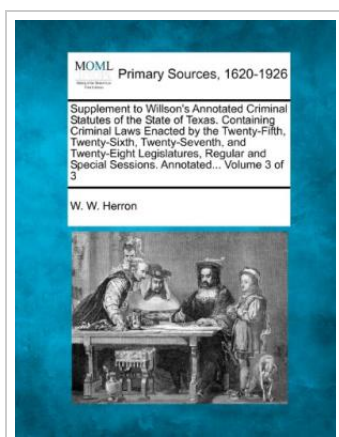 MOML
Primary Sources, 1620-1926
Supplement to Willson's Annotated Criminal
Statutes of the State of Texas. Containing
Criminal Laws Enacted by the Twenty-Fifth,
Twenty-Sixth, Twenty-Seventh, and
Twenty-Eight Legislatures, Regular and
Special Sessions. Annotated... Volume 3 of
3
W. W. Herron